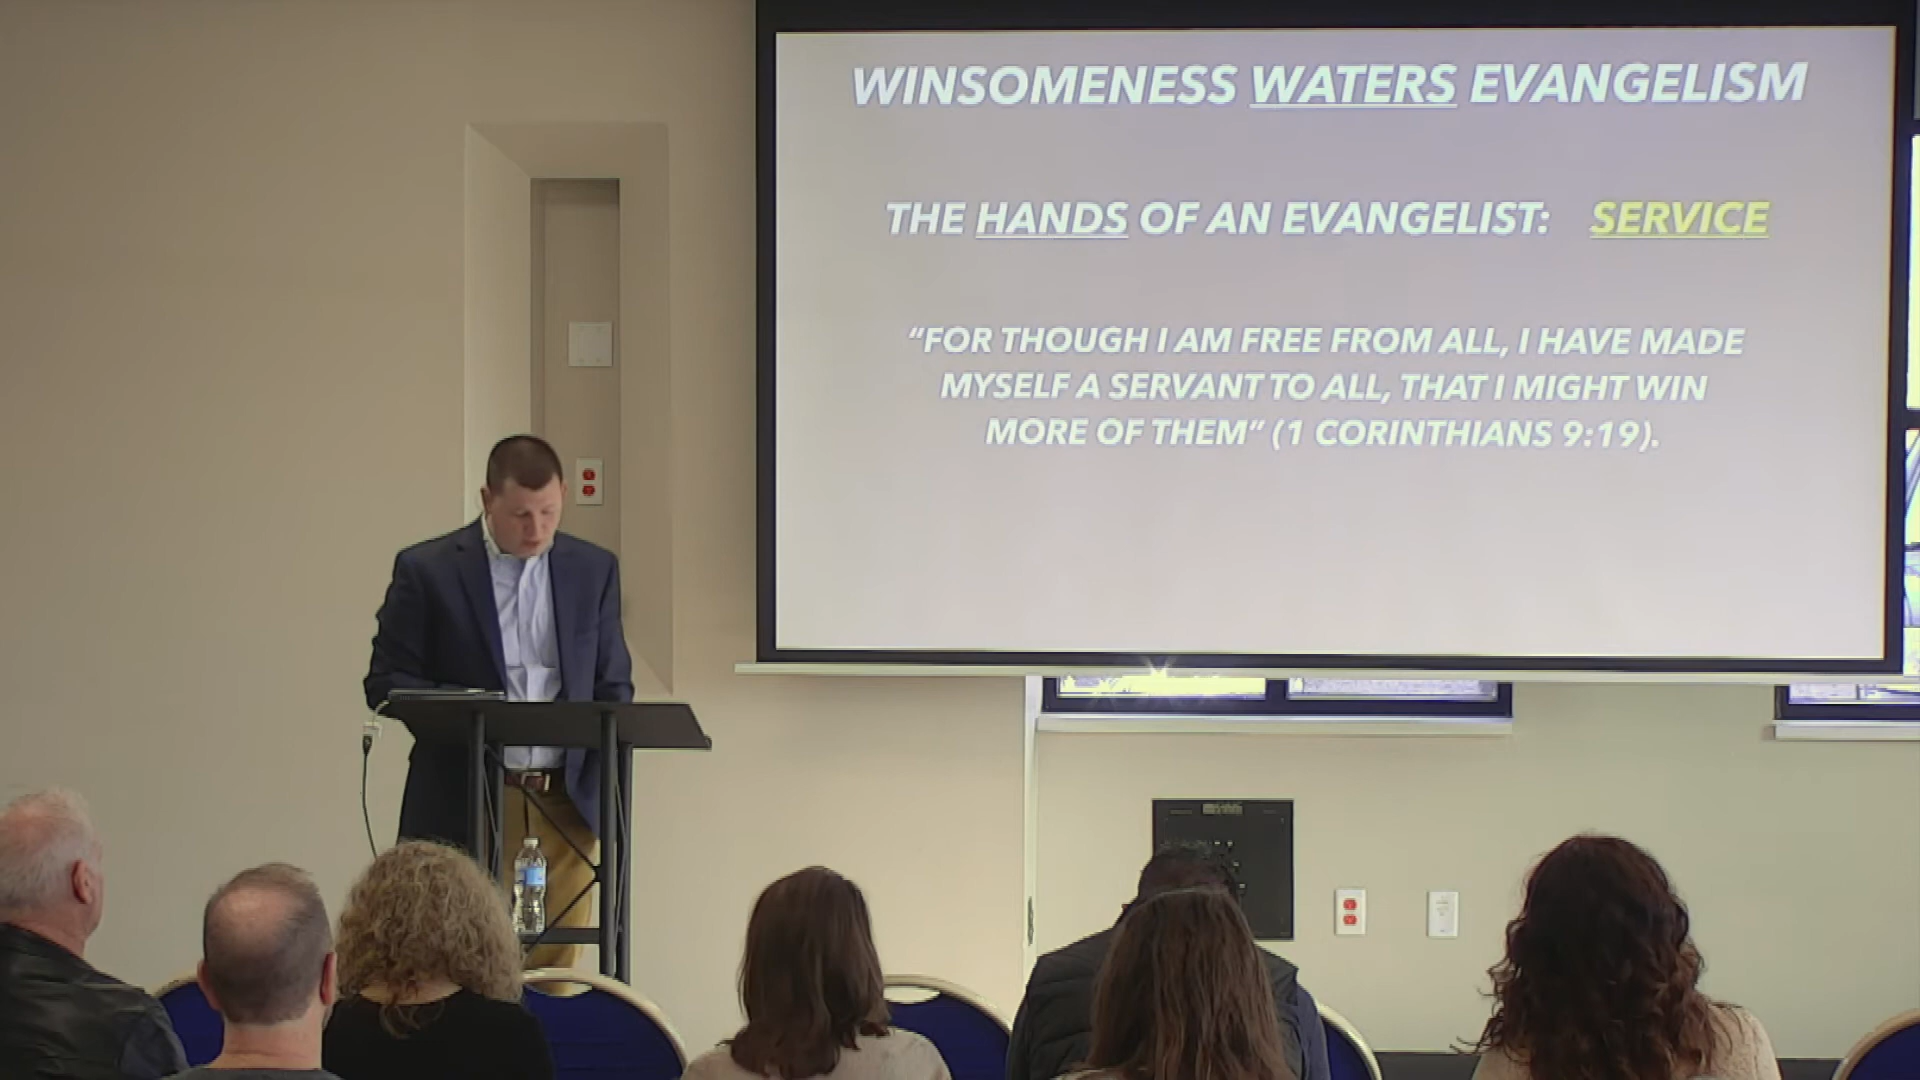 WINSOMENESS WATERS EVANGELISM
THE HANDS OF AN EVANGELIST: SERVICE
“FOR THOUGH I AM FREE FROM ALL, I HAVE MADE
MYSELF A SERVANT TO ALL, THAT I MIGHT WIN
MORE OF THEM” (1 CORINTHIANS 9:19).